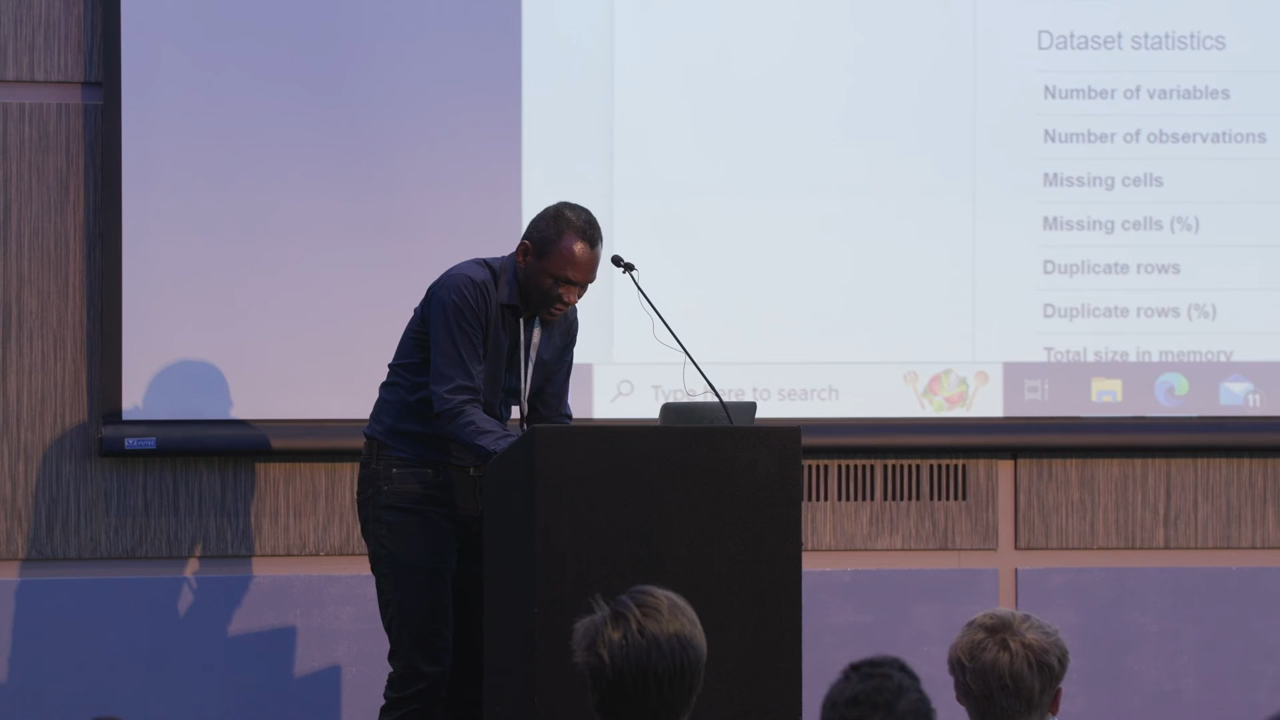 Dataset statistics
Number of variables
Number of observations
Missing cells
Missing cells (%)
Duplicate rows
Duplicate rows (%)
Total size in memory
Type here to search
11